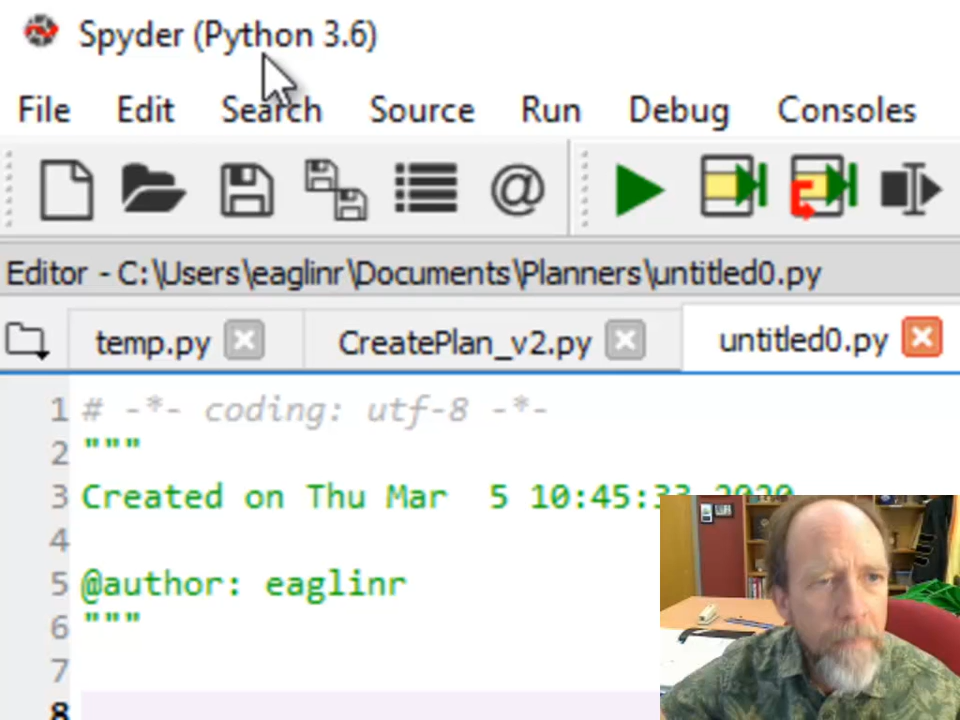 Spyder (Python 3.6)
File Edit Search Source Run Debug Consoles
@
Editor - C:\Users\eaglinr\Documents\Planners\untitled0.py
temp.py CreatePlan_v2.py untitled0.py
1 # -*- coding: utf-8 -*-
2 """
3 Created on Thu Mar  5 10:45:33 2020
4
5 @author: eaglinr
6 """
7
8